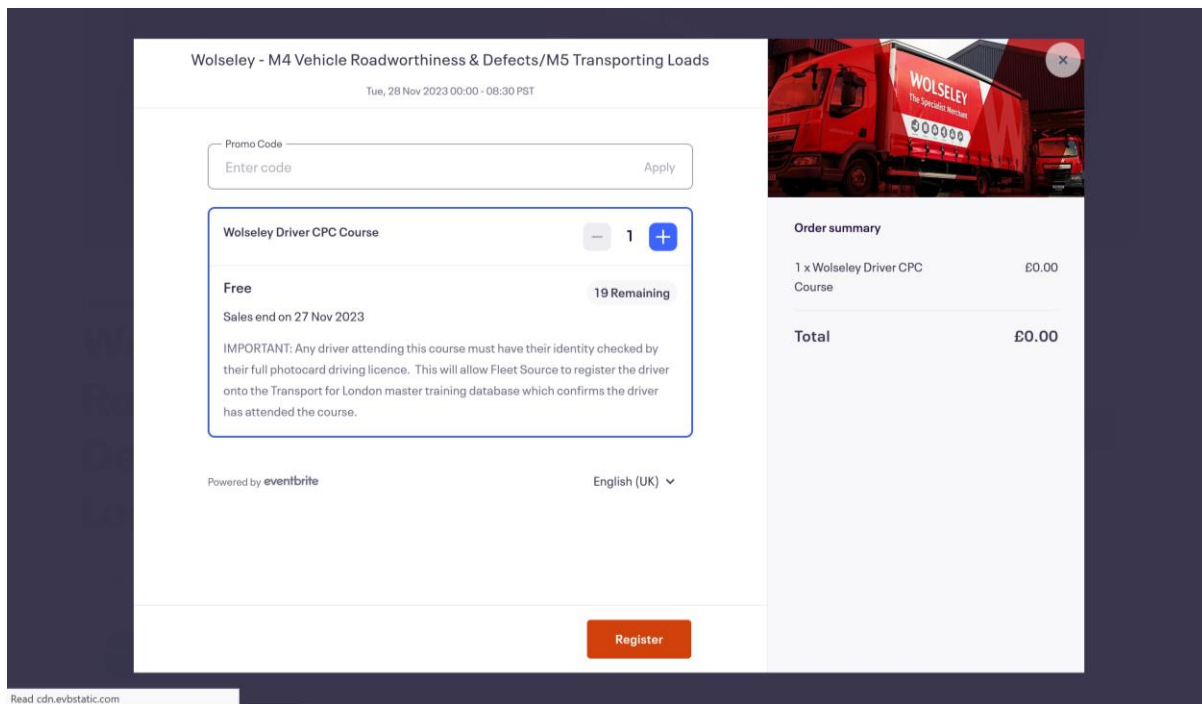 Wolseley - M4 Vehicle Roadworthiness & Defects/M5 Transporting Loads
Tue, 28 Nov 2023 00:00 - 08:30 PST
Promo Code
Enter code
Apply
Wolseley Driver CPC Course
1
Free
19 Remaining
Sales end on 27 Nov 2023
IMPORTANT: Any driver attending this course must have their identity checked by
their full photocard driving licence. This will allow Fleet Source to register the driver
onto the Transport for London master training database which confirms the driver
has attended the course.
Powered by eventbrite
English (UK)
Register
WOLSELEY
The Specialist Merchant
Order summary
1 x Wolseley Driver CPC
Course
£0.00
Total
£0.00
Read cdn.evbstatic.com